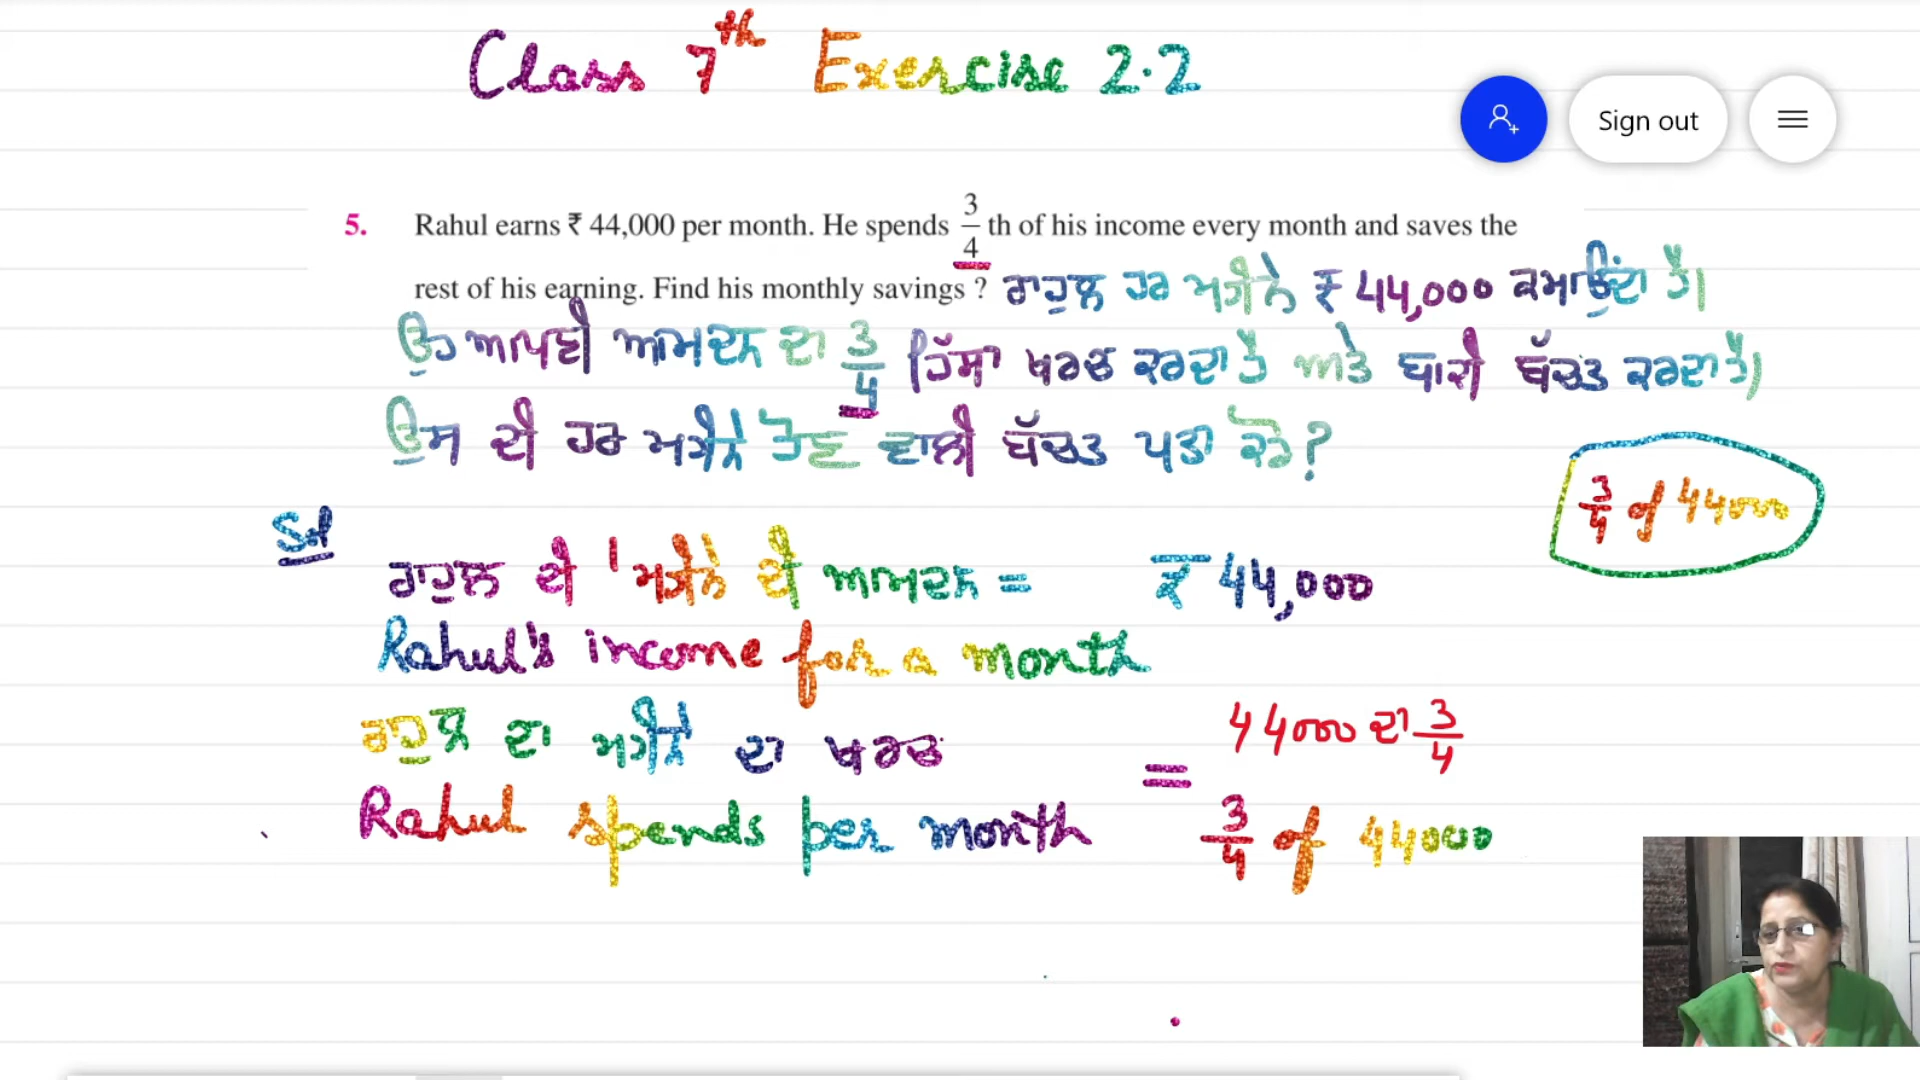 Class 7th Exercise 2.2
Sign out
5. Rahul earns ₹ 44,000 per month. He spends 3/4 th of his income every month and saves the
rest of his earning. Find his monthly savings ? ਰਾਹੁਲ ਹਰ ਮਹੀਨੇ ₹ 44,000 ਕਮਾਉਂਦਾ ਹੈ।
ਉਹ ਆਪਣੀ ਆਮਦਨ ਦਾ 3/4 ਹਿੱਸਾ ਖਰਚ ਕਰਦਾ ਹੈ ਅਤੇ ਬਾਕੀ ਬੱਚਤ ਕਰਦਾ ਹੈ।
ਉਸ ਦੀ ਹਰ ਮਹੀਨੇ ਹੋਣ ਵਾਲੀ ਬੱਚਤ ਪਤਾ ਕਰੋ?
3/4 of 44000
Sol
ਰਾਹੁਲ ਦੀ 1 ਮਹੀਨੇ ਦੀ ਆਮਦਨ = ₹ 44,000
Rahul's income for a month
ਰਾਹੁਲ ਦਾ ਮਹੀਨੇ ਦਾ ਖਰਚ 44000 ਦਾ 3/4
Rahul spends per month = 3/4 of 44000